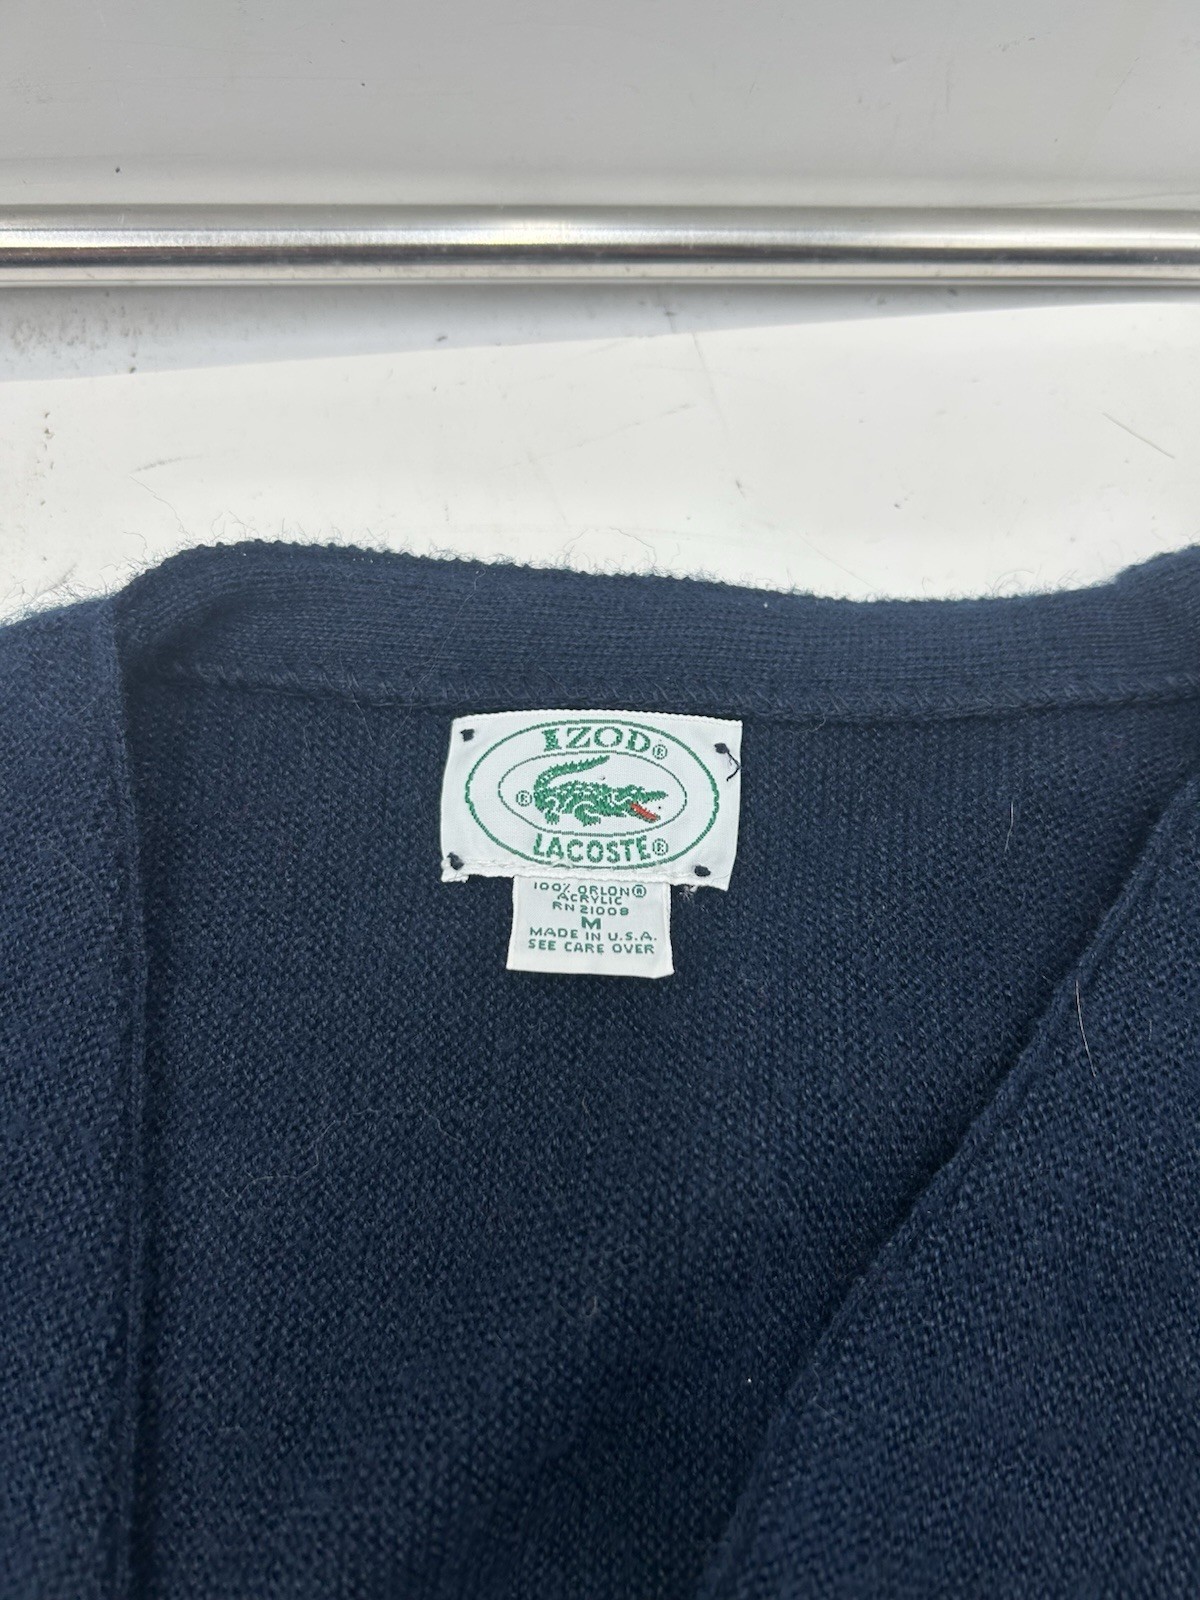 IZOD®
®
LACOSTE®
100% ORLON®
ACRYLIC
RN 21008
M
MADE IN U.S.A.
SEE CARE OVER